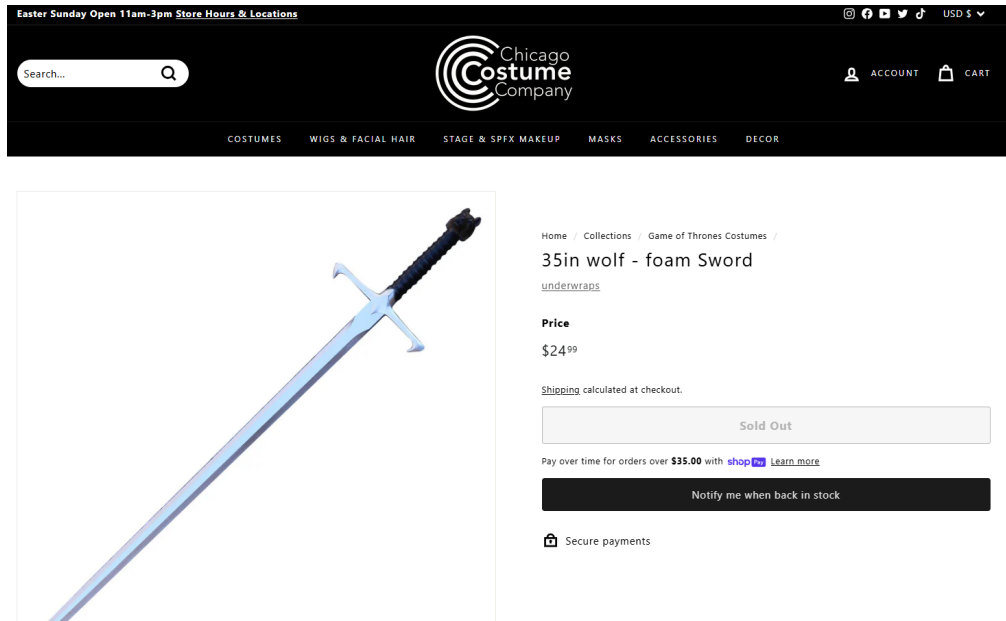 Easter Sunday Open 11am-3pm Store Hours & Locations
USD $
Search...
Chicago
Costume
Company
ACCOUNT
CART
COSTUMES WIGS & FACIAL HAIR STAGE & SPFX MAKEUP MASKS ACCESSORIES DECOR
Home / Collections / Game of Thrones Costumes /
35in wolf - foam Sword
underwraps
Price
$2499
Shipping calculated at checkout.
Sold Out
Pay over time for orders over $35.00 with shop Pay Learn more
Notify me when back in stock
Secure payments